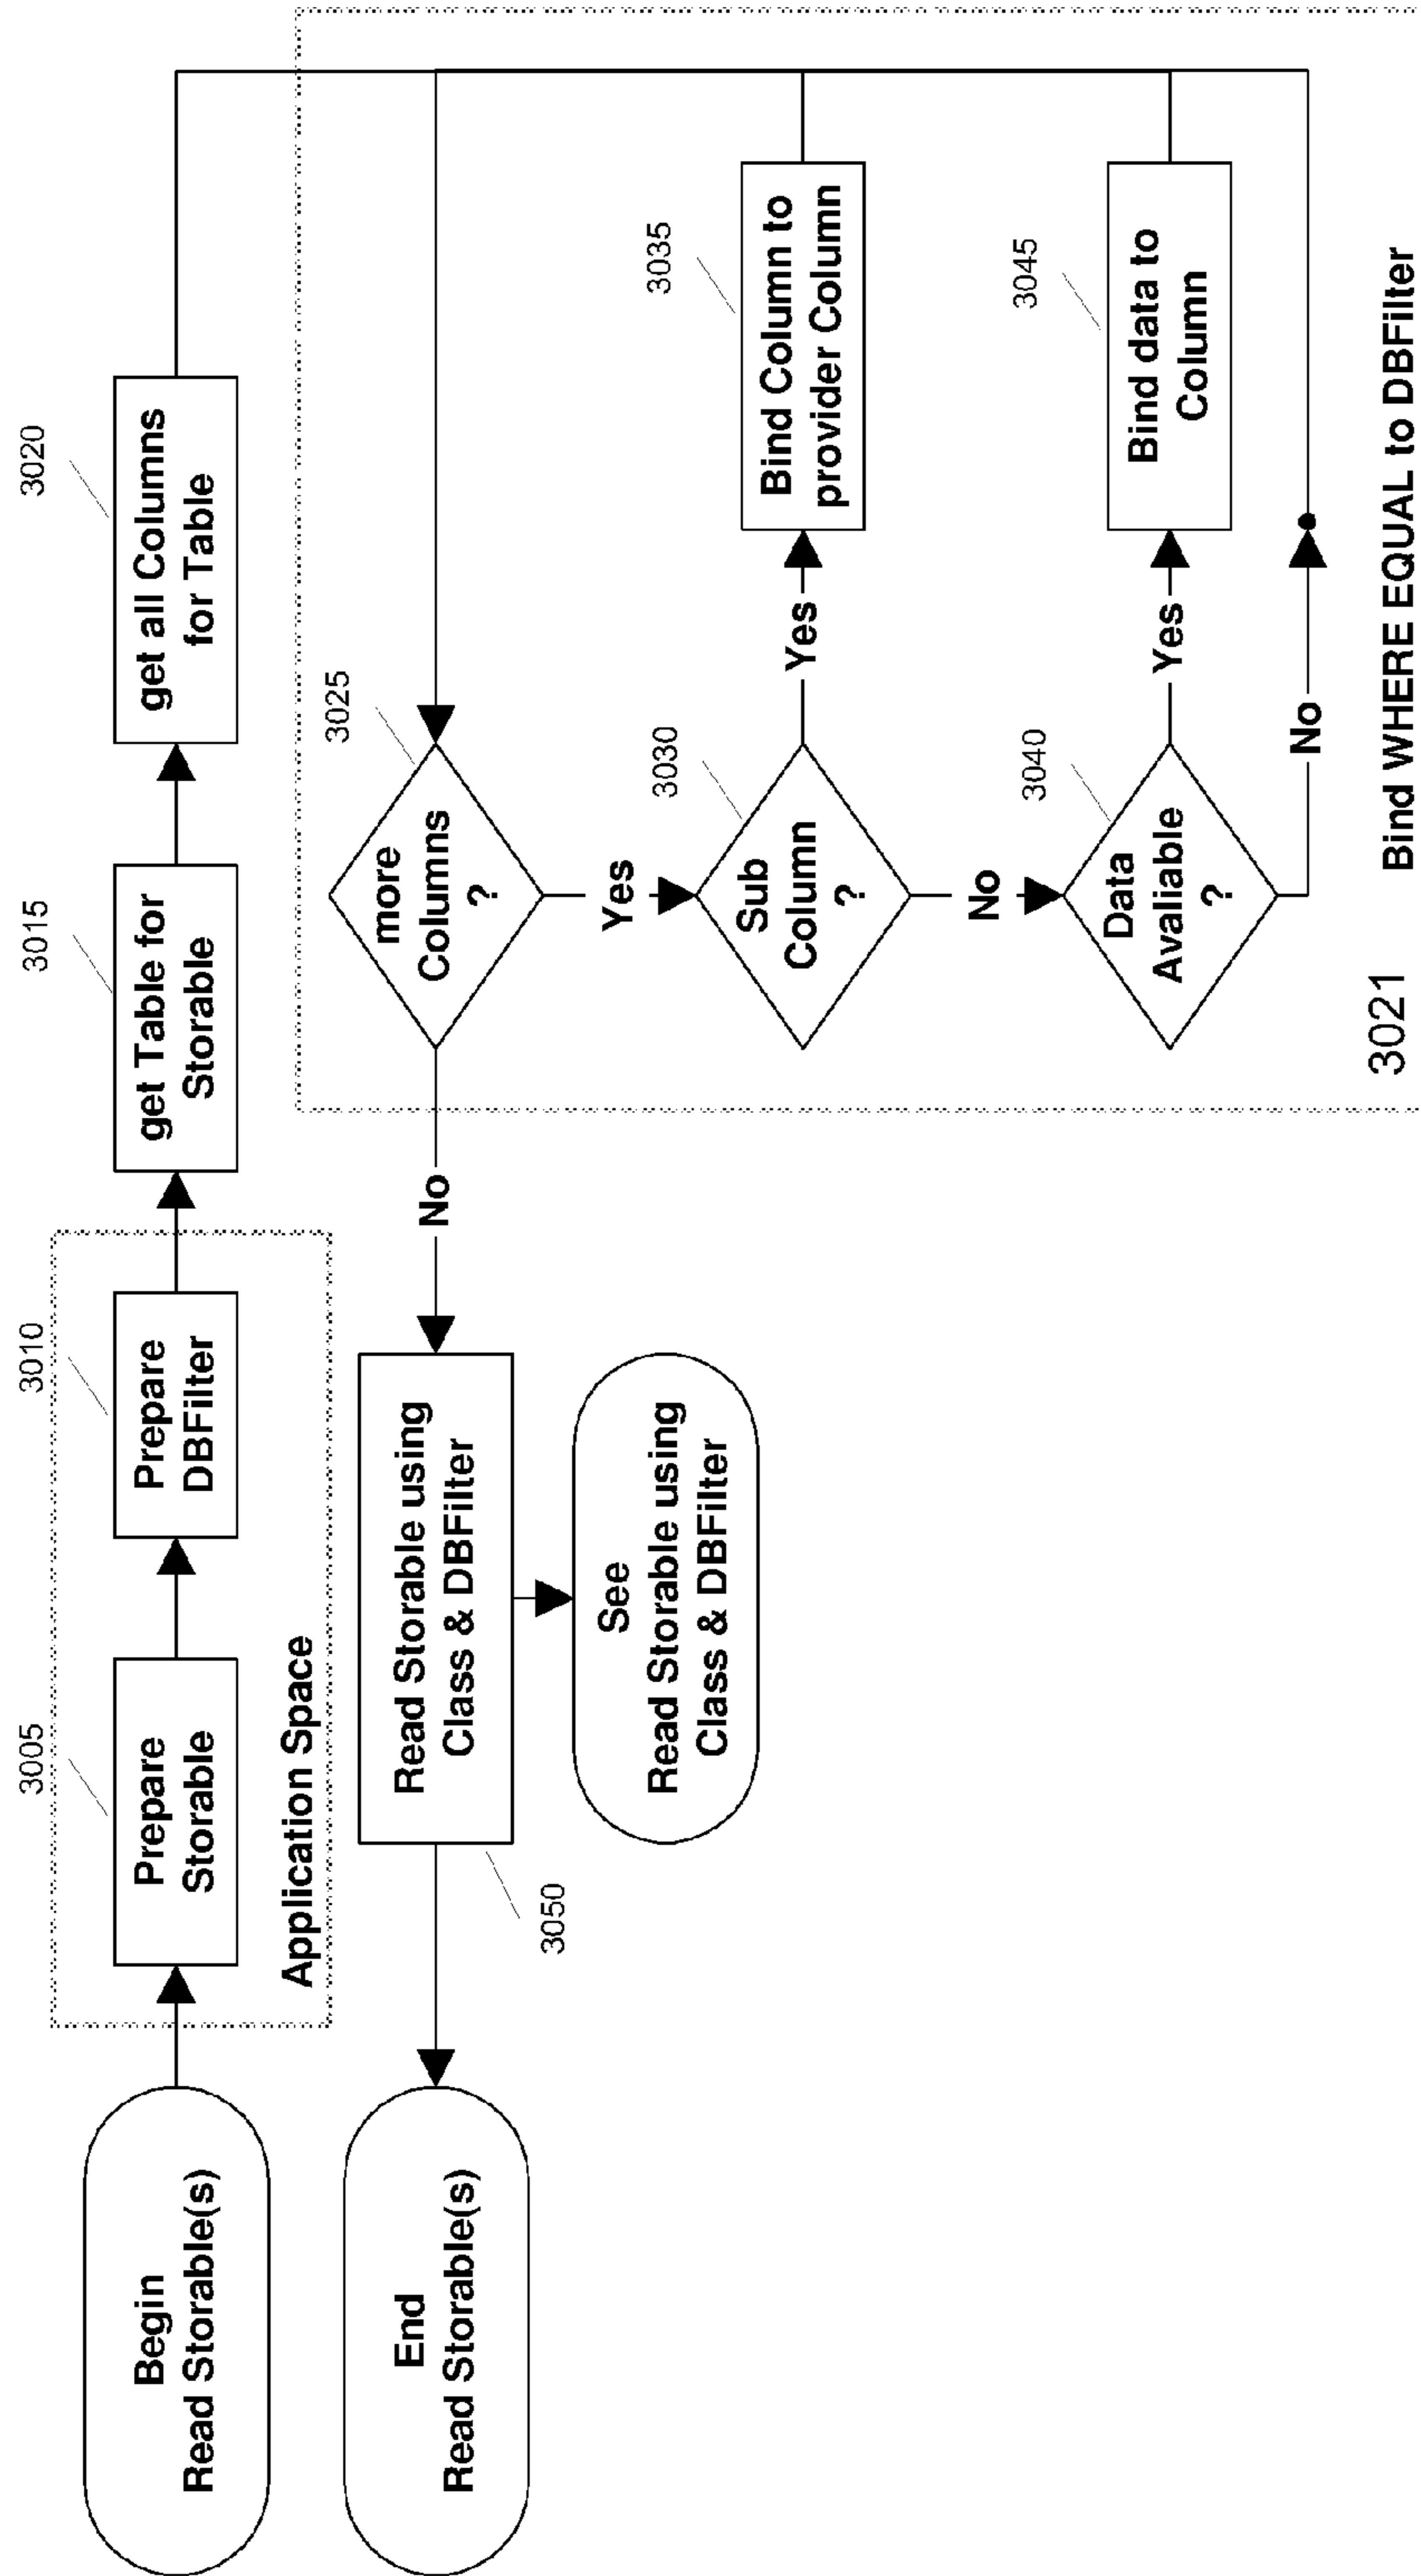 Begin
Read Storable(s)
3005
Prepare
Storable
3010
Prepare
DBFilter
Application Space
3015
get Table for
Storable
3020
get all Columns
for Table
3025
more
Columns
?
No
Yes
3030
Sub
Column
?
Yes
3035
Bind Column to
provider Column
No
3040
Data
Avaliable
?
Yes
3045
Bind data to
Column
No
3021
Bind WHERE EQUAL to DBFilter
3050
Read Storable using
Class & DBFilter
See
Read Storable using
Class & DBFilter
End
Read Storable(s)